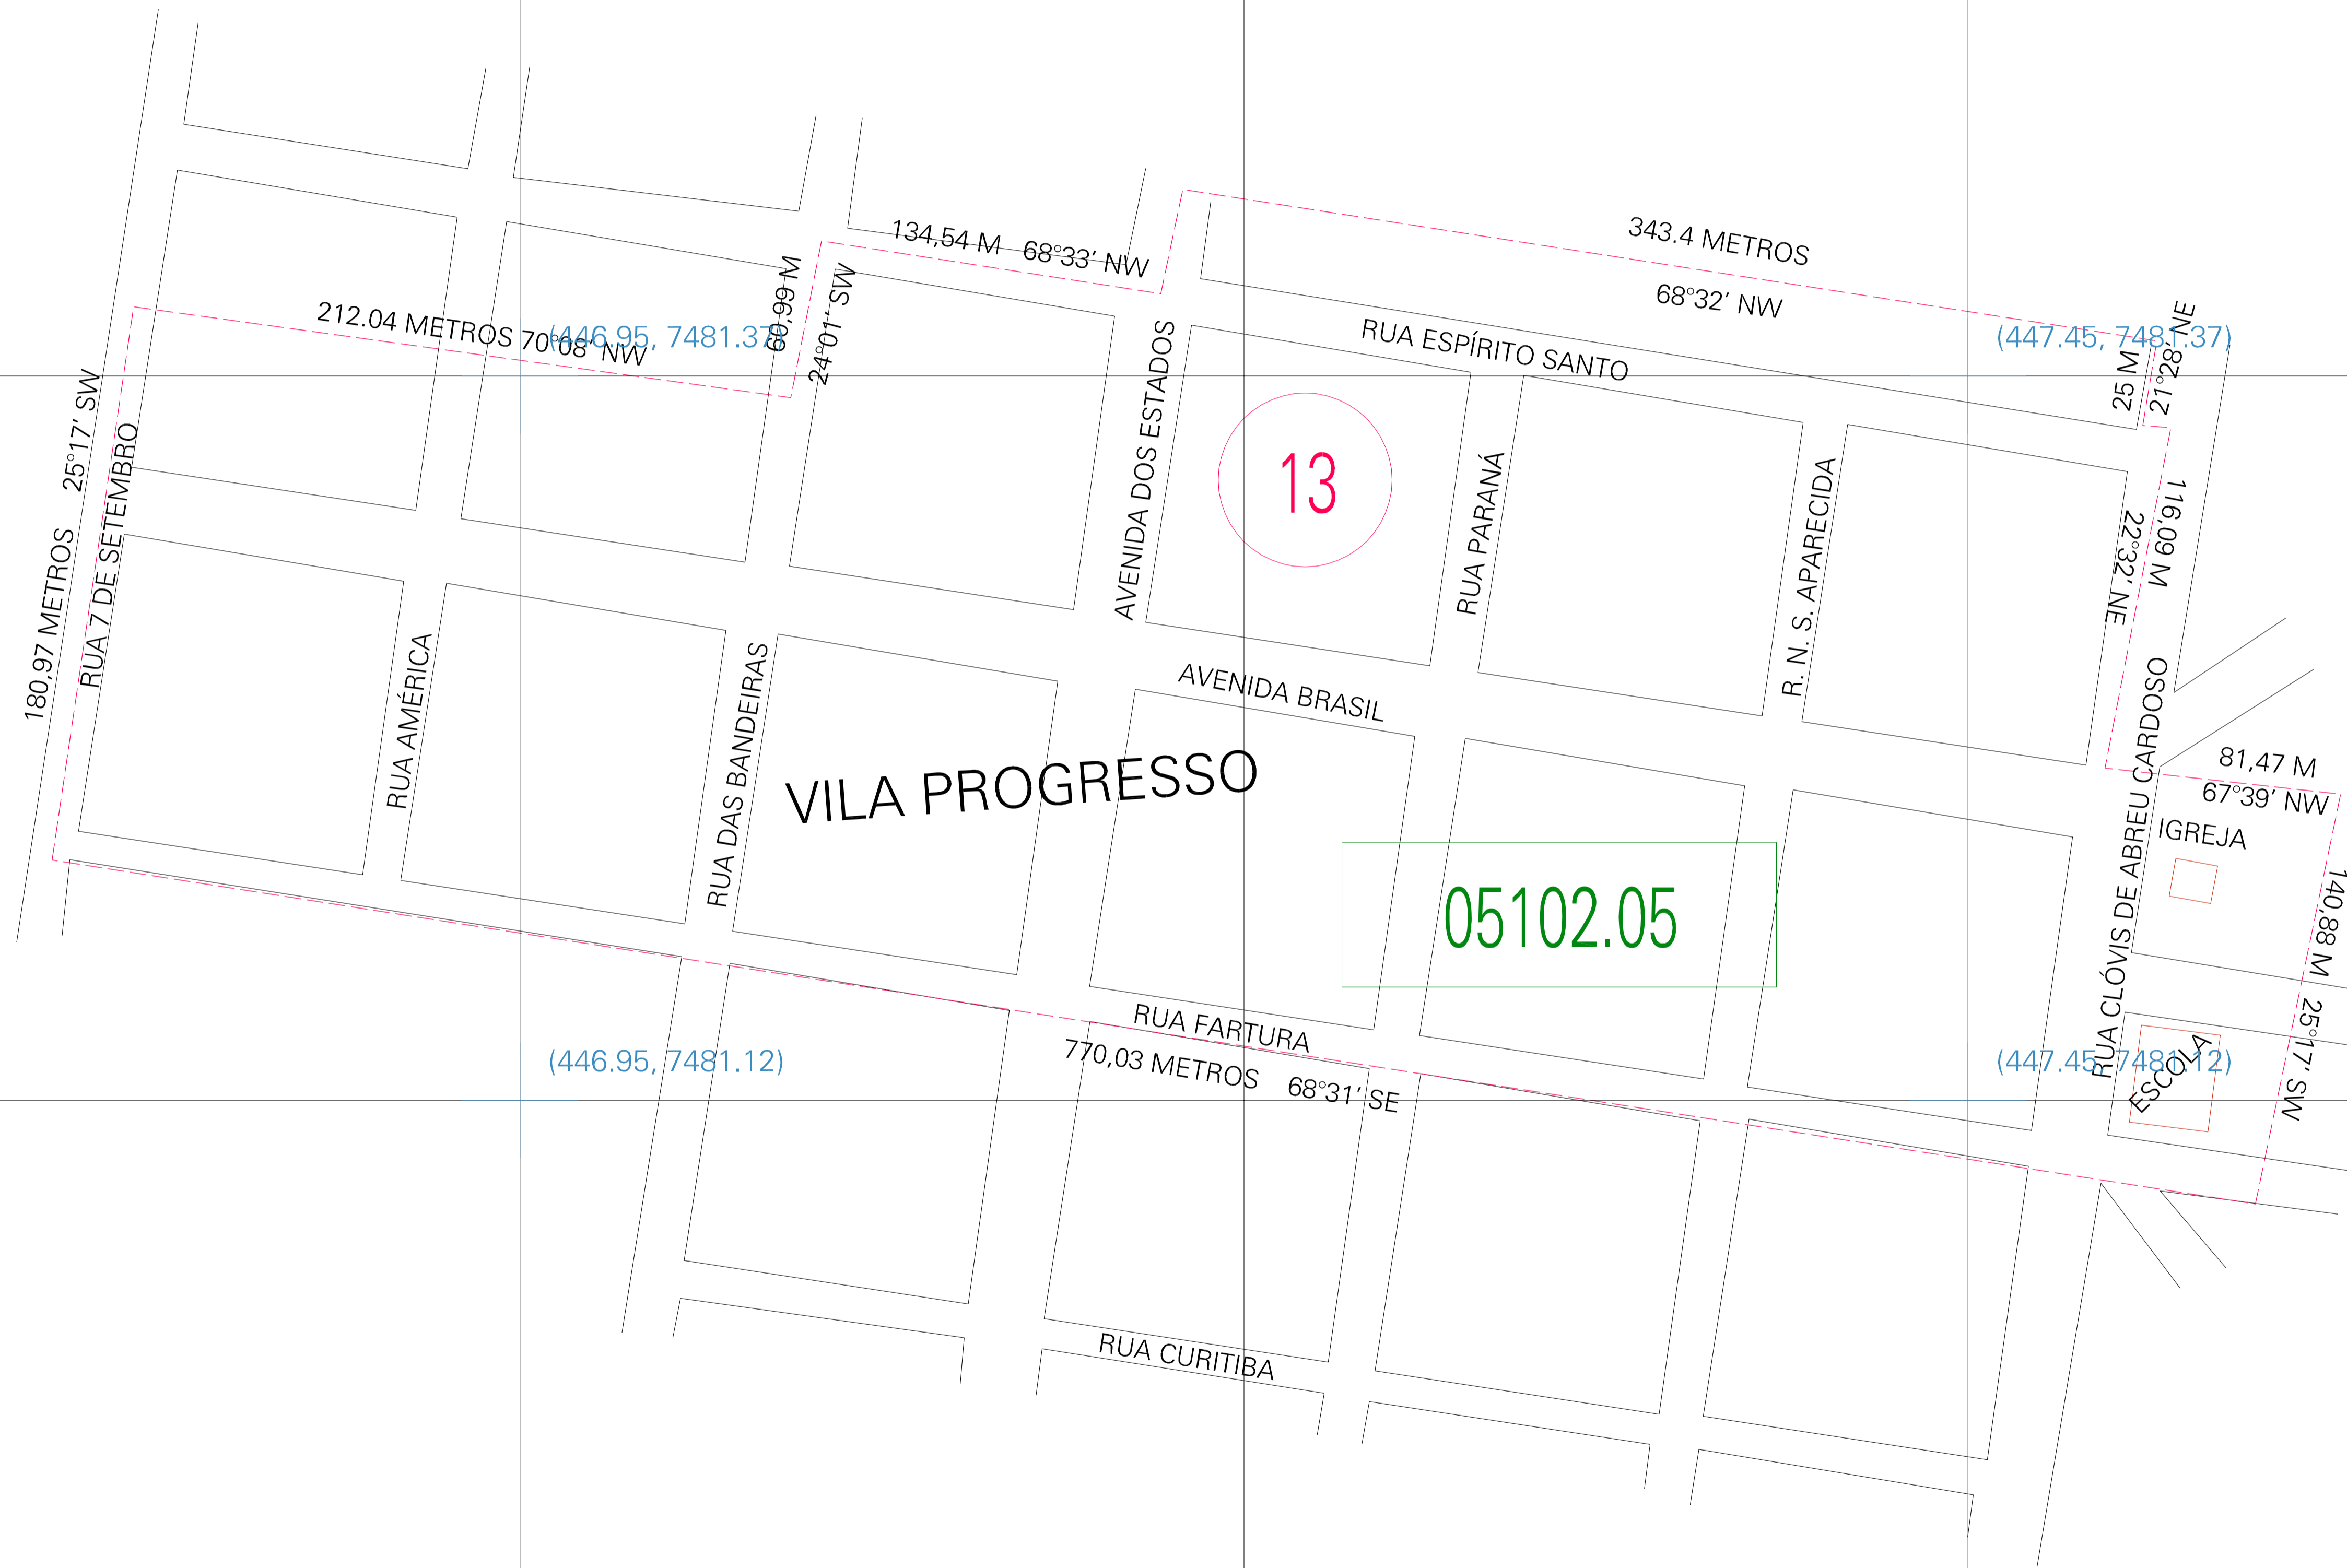 343.4 METROS
134,54 M 68°33’ NW
68°32’ NW
60,99 M
24°01’ SW
212.04 METROS 70°08’ NW
(446.95, 7481.37)
(447.45, 7481.37)
RUA ESPÍRITO SANTO
25 M
21°28’ NE
180,97 METROS 25°17’ SW
RUA 7 DE SETEMBRO
AVENIDA DOS ESTADOS
13
RUA PARANÁ
R. N. S. APARECIDA
116,09 M
22°32’ NE
RUA AMÉRICA
RUA DAS BANDEIRAS
AVENIDA BRASIL
VILA PROGRESSO
RUA CLÓVIS DE ABREU CARDOSO
81,47 M
67°39’ NW
IGREJA
05102.05
140,88 M 25°17’ SW
RUA FARTURA
770,03 METROS 68°31’ SE
(446.95, 7481.12)
(447.45, 7481.12)
ESCOLA
RUA CURITIBA